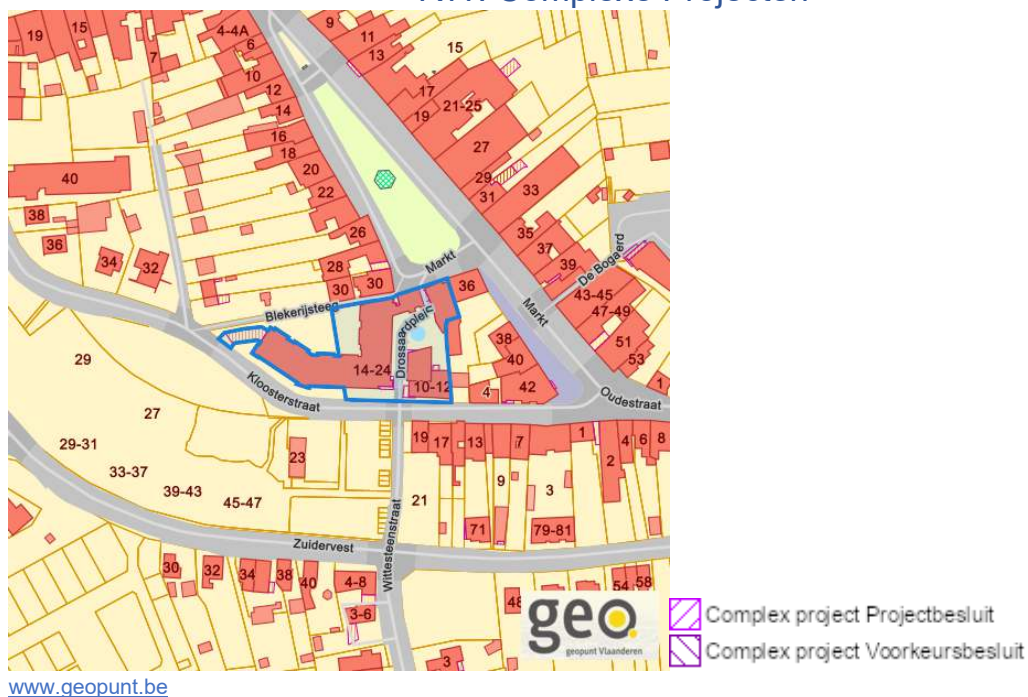 19 15 7 4-4A 6 10 12 14 16 18 20 22 26 28 30 30
9 11 13 15 17 19 21-25 27 29 31 33 35 37 39 43-45 47-49 51 53 1
40
38
36 34 32
Markt
Markt
De Bogaerd
Blekerijsteeg
Drossaardplein
36
38
40
14-24 10-12 4 42
Kloosterstraat
Oudestraat
29
27
29-31
33-37
39-43
45-47
23
19 17 13 7 1 2 4 6 8
21 9 3
71 79-81
Wittesteenstraat
Zuidervest
30 32 34 38 40 4-8
3-6
3
54 58
geo
geopunt Vlaanderen
Complex project Projectbesluit
Complex project Voorkeursbesluit
www.geopunt.be